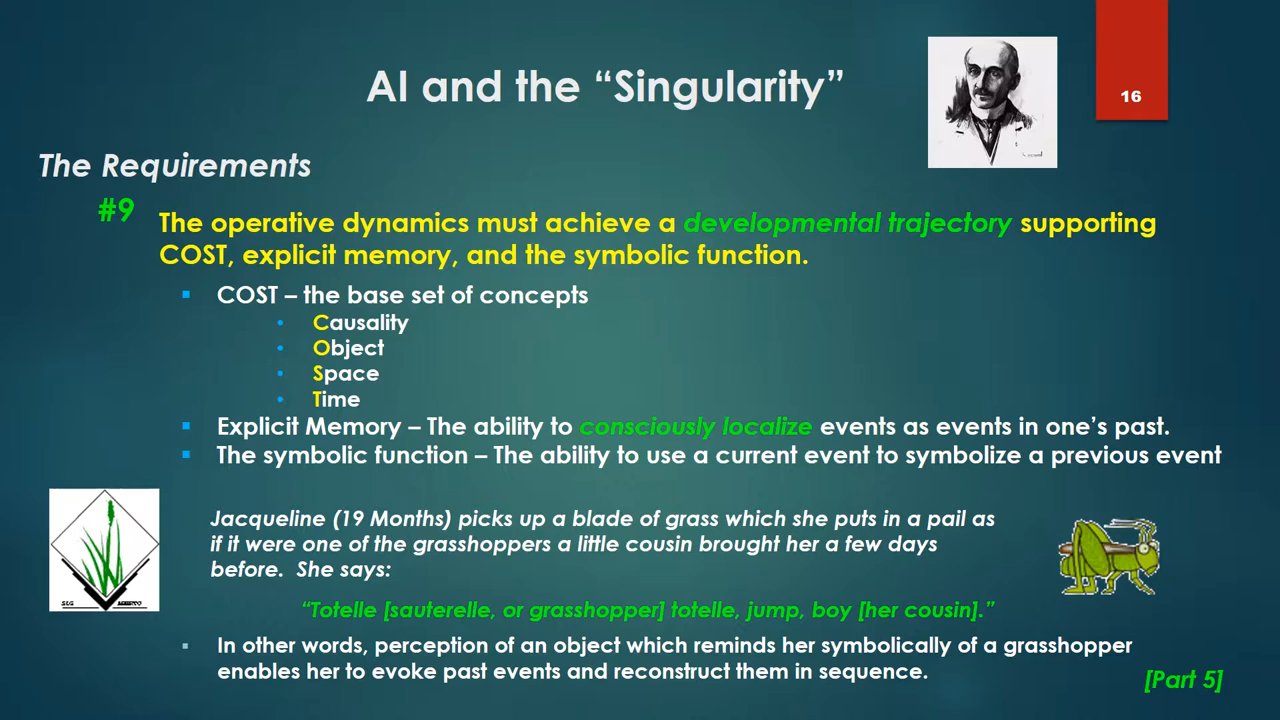 AI and the “Singularity”
16
The Requirements
#9
The operative dynamics must achieve a developmental trajectory supporting
COST, explicit memory, and the symbolic function.
COST – the base set of concepts
Causality
Object
Space
Time
Explicit Memory – The ability to consciously localize events as events in one’s past.
The symbolic function – The ability to use a current event to symbolize a previous event
Jacqueline (19 Months) picks up a blade of grass which she puts in a pail as
if it were one of the grasshoppers a little cousin brought her a few days
before. She says:
“Totelle [sauterelle, or grasshopper] totelle, jump, boy [her cousin].”
In other words, perception of an object which reminds her symbolically of a grasshopper
enables her to evoke past events and reconstruct them in sequence.
[Part 5]